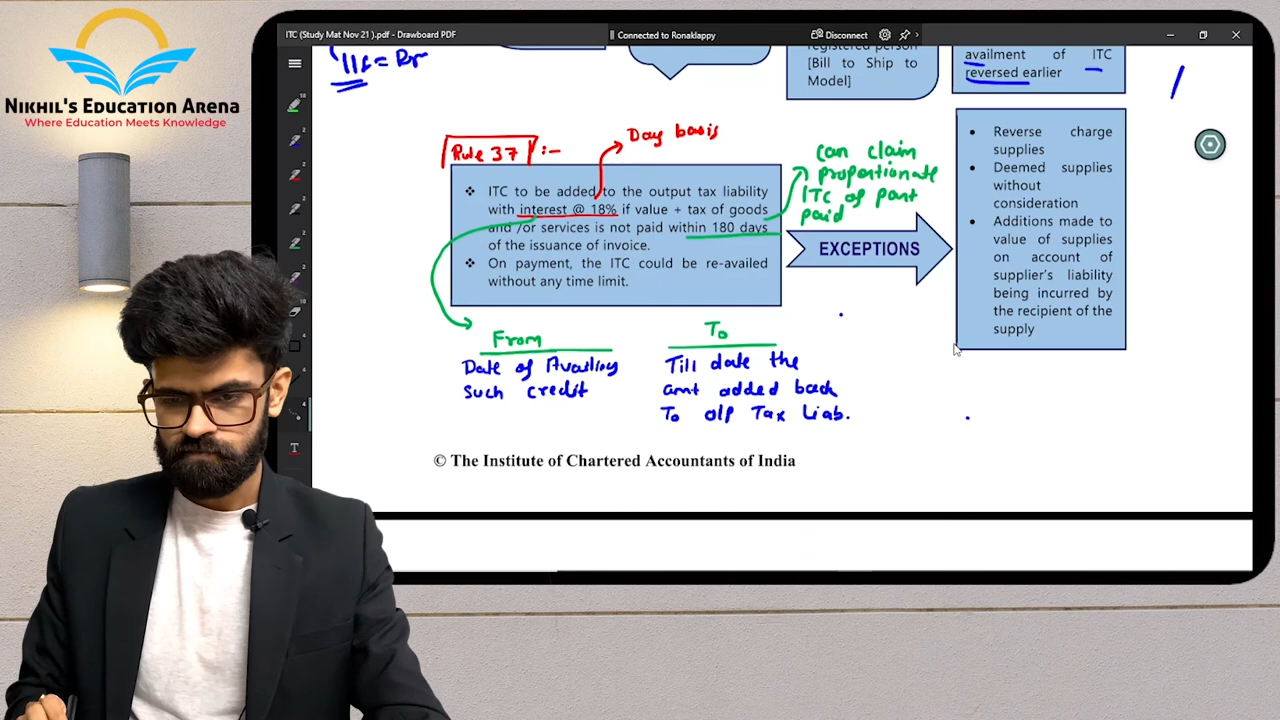 NIKHIL'S EDUCATION ARENA
Where Education Meets Knowledge
ITC (Study Mat Nov 21 ).pdf - Drawboard PDF
Connected to Ronaklappy
Disconnect
registered person
[Bill to Ship to
Model]
availment of ITC
reversed earlier
Rule 37 :-
Day basis
ITC to be added to the output tax liability
with interest @ 18% if value + tax of goods
and /or services is not paid within 180 days
of the issuance of invoice.
On payment, the ITC could be re-availed
without any time limit.
can claim
proportionate
ITC of part
paid
EXCEPTIONS
Reverse charge
supplies
Deemed supplies
without
consideration
Additions made to
value of supplies
on account of
supplier's liability
being incurred by
the recipient of the
supply
From
Date of Availing
such credit
To
Till date the
amt added back
To o/p Tax Liab.
© The Institute of Chartered Accountants of India